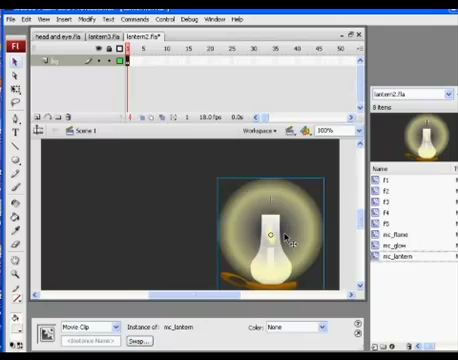 File Edit View Insert Modify Text Commands Control Debug Window Help
head and eye.fla lantern3.fla lantern2.fla*
5 10 15 20 25 30 35 40 45 50
Fl
1 18.0 fps 0.0s
Scene 1 Workspace 100%
lantern2.fla
8 items
Name
f1
f2
f3
f4
f5
mc_flame
mc_glow
mc_lantern
Movie Clip Instance of: mc_lantern Color: None
<Instance Name> Swap...